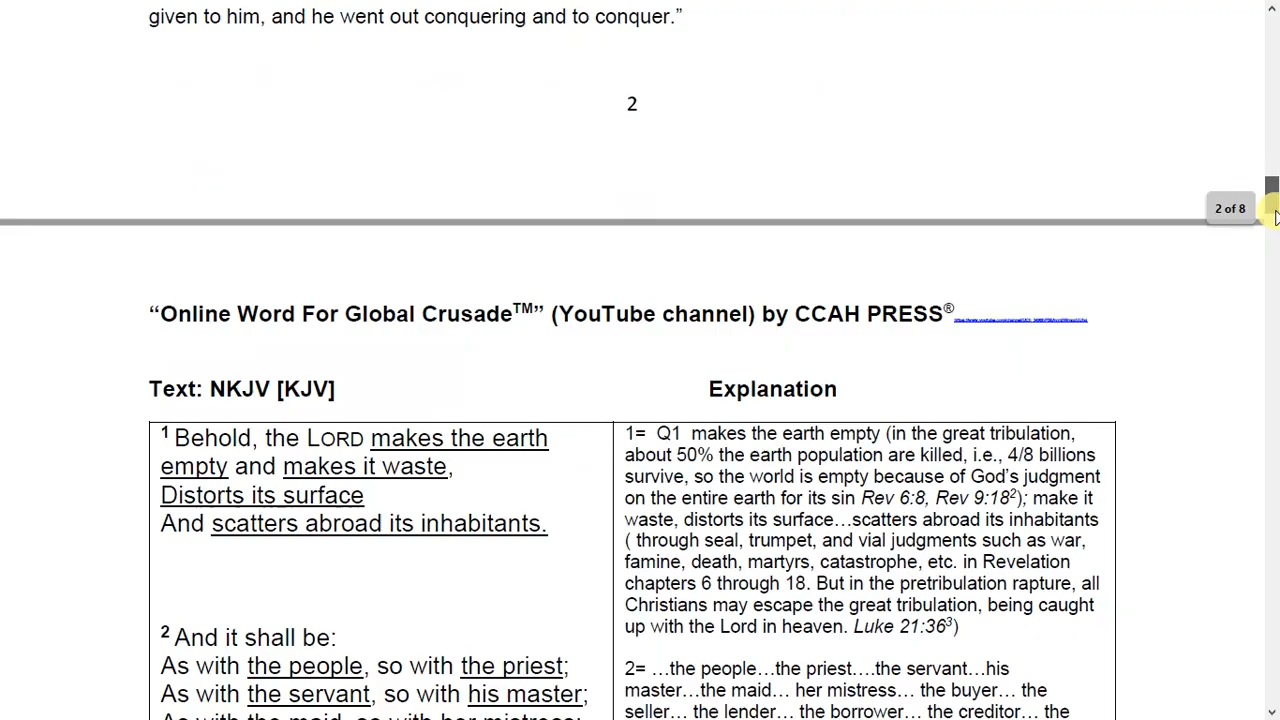 given to him, and he went out conquering and to conquer.”
2
2 of 8
“Online Word For Global Crusade™” (YouTube channel) by CCAH PRESS®
Text: NKJV [KJV] Explanation
1 Behold, the LORD makes the earth
empty and makes it waste,
Distorts its surface
And scatters abroad its inhabitants.
2 And it shall be:
As with the people, so with the priest;
As with the servant, so with his master;
As with the maid, so with her mistress;
1= Q1 makes the earth empty (in the great tribulation,
about 50% the earth population are killed, i.e., 4/8 billions
survive, so the world is empty because of God’s judgment
on the entire earth for its sin Rev 6:8, Rev 9:18²); make it
waste, distorts its surface…scatters abroad its inhabitants
( through seal, trumpet, and vial judgments such as war,
famine, death, martyrs, catastrophe, etc. in Revelation
chapters 6 through 18. But in the pretribulation rapture, all
Christians may escape the great tribulation, being caught
up with the Lord in heaven. Luke 21:36³)
2= …the people…the priest….the servant…his
master…the maid… her mistress… the buyer… the
seller… the lender… the borrower… the creditor… the